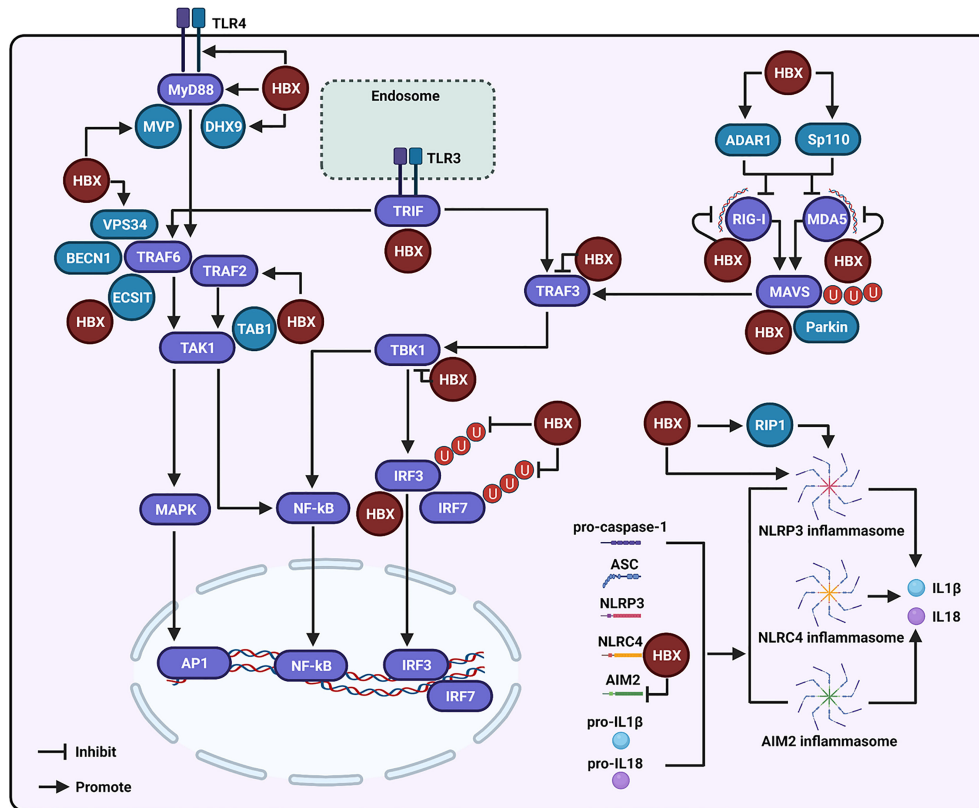 TLR4
MyD88
HBX
MVP
DHX9
HBX
VPS34
BECN1
TRAF6
TRAF2
ECSIT
HBX
TAB1
HBX
TAK1
Endosome
TLR3
TRIF
HBX
HBX
ADAR1
Sp110
RIG-I
MDA5
HBX
HBX
MAVS
U U U
HBX
Parkin
HBX
TRAF3
TBK1
HBX
HBX
U U U
IRF3
U U U
HBX
IRF7
MAPK
NF-kB
AP1
NF-kB
IRF3
IRF7
Inhibit
Promote
HBX
RIP1
NLRP3 inflammasome
NLRC4 inflammasome
AIM2 inflammasome
IL1β
IL18
pro-caspase-1
ASC
NLRP3
NLRC4
HBX
AIM2
pro-IL1β
pro-IL18